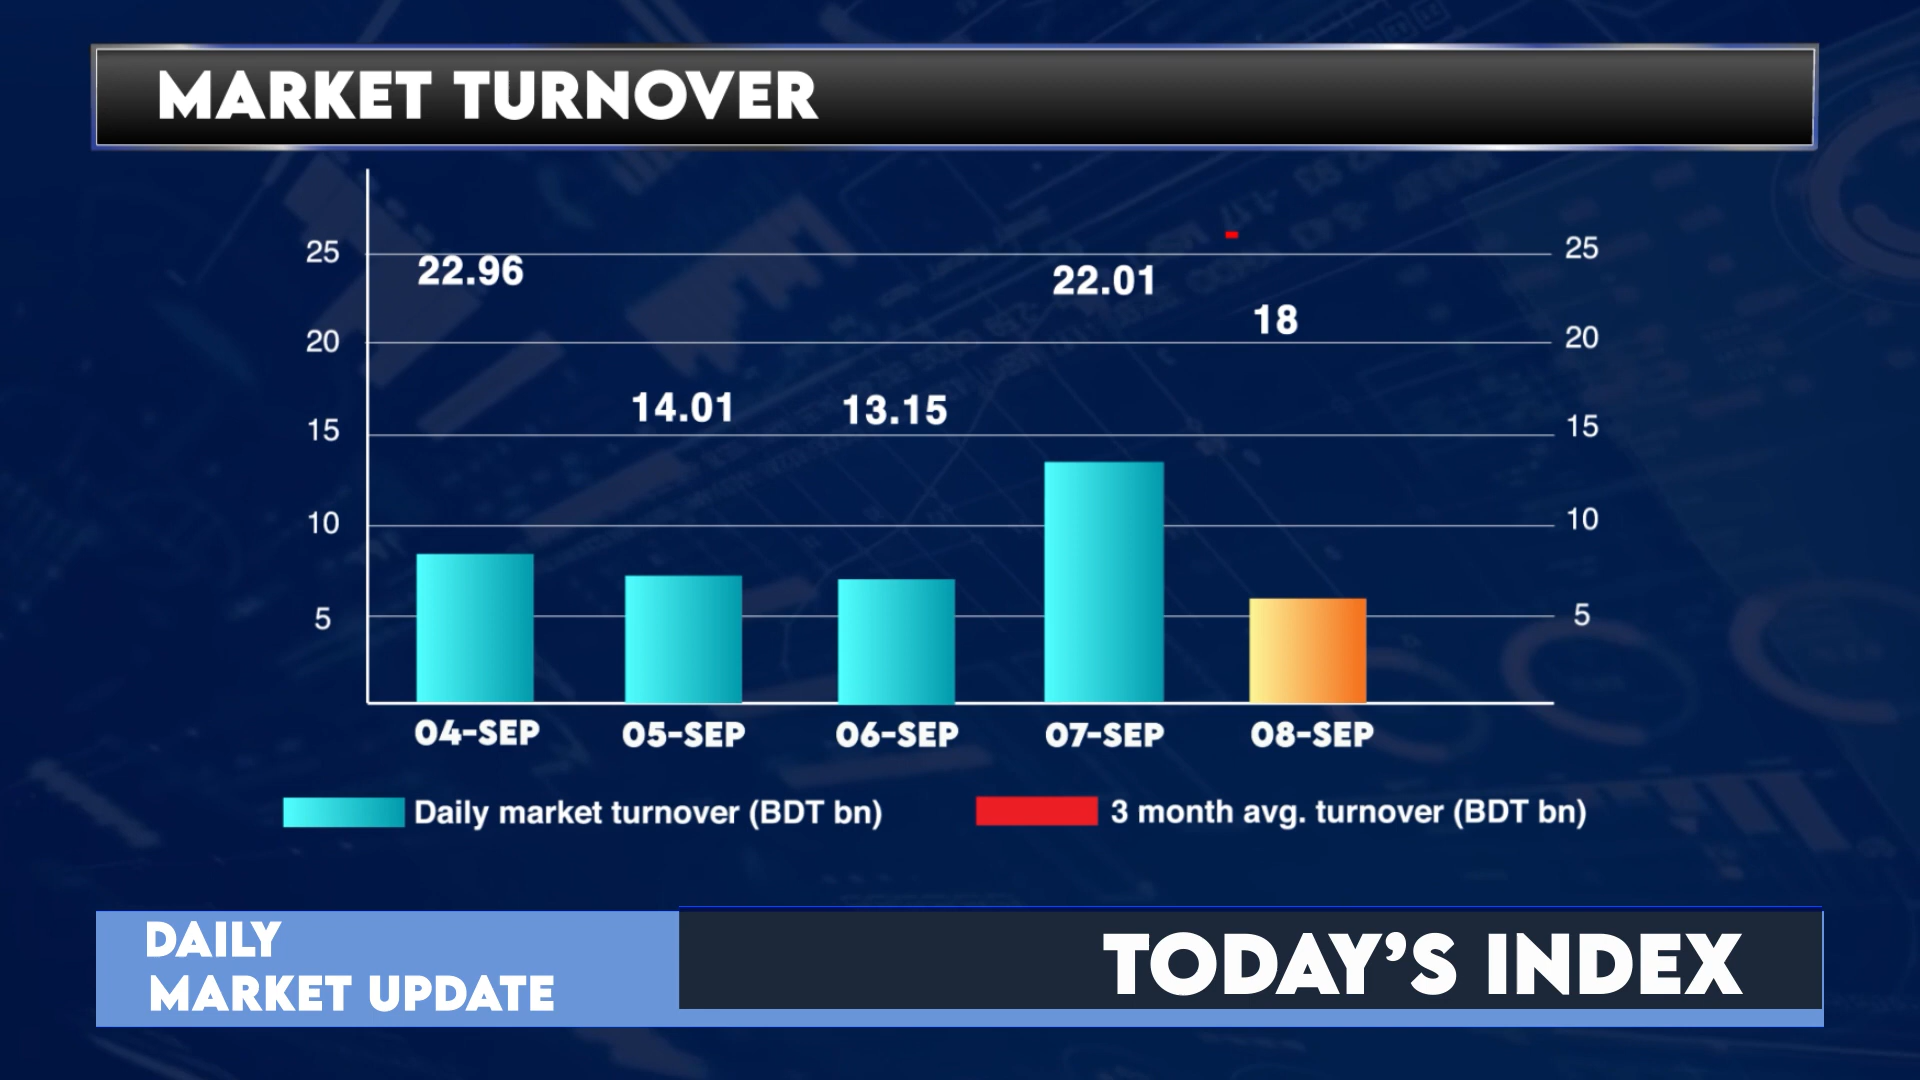 MARKET TURNOVER
25 25
22.96 22.01
18
20 20
14.01 13.15
15 15
10 10
5 5
04-SEP 05-SEP 06-SEP 07-SEP 08-SEP
Daily market turnover (BDT bn) 3 month avg. turnover (BDT bn)
DAILY
MARKET UPDATE
TODAY'S INDEX